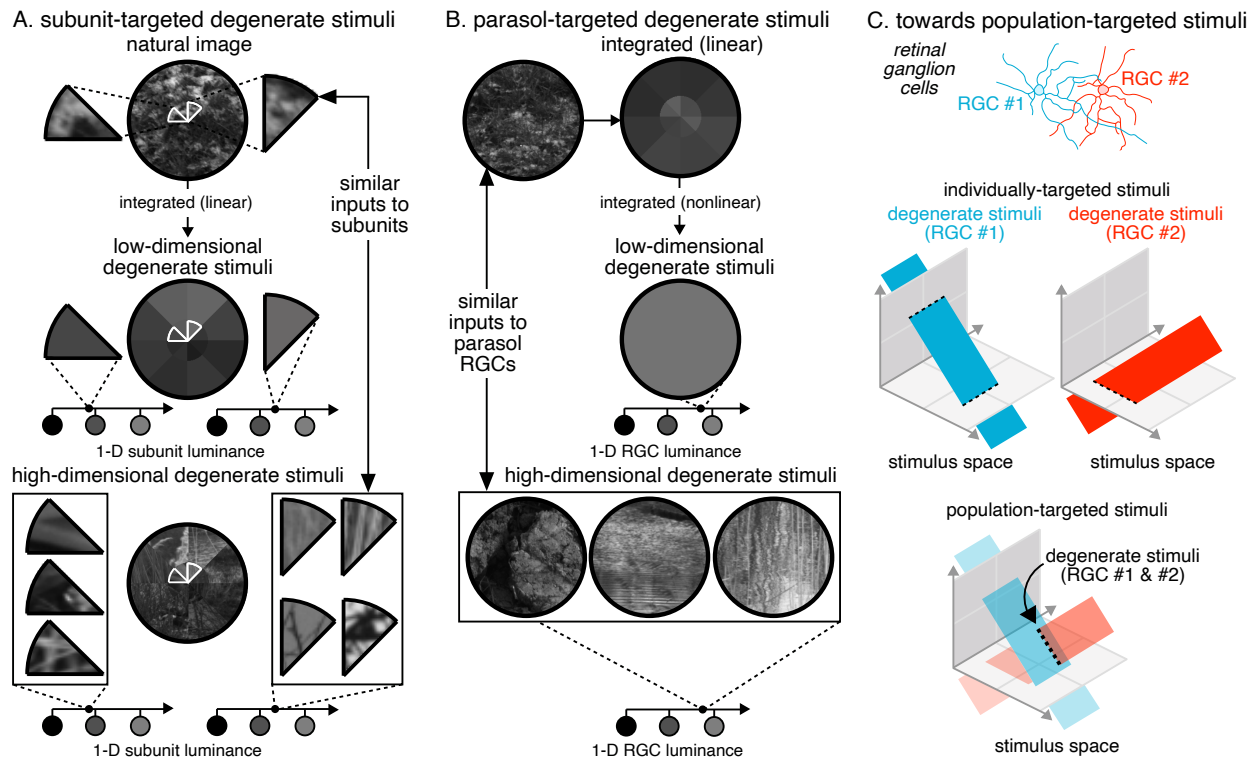 A. subunit-targeted degenerate stimuli
natural image
integrated (linear)
similar
inputs to
subunits
low-dimensional
degenerate stimuli
1-D subunit luminance
high-dimensional degenerate stimuli
1-D subunit luminance
B. parasol-targeted degenerate stimuli
integrated (linear)
integrated (nonlinear)
low-dimensional
degenerate stimuli
similar
inputs to
parasol
RGCs
1-D RGC luminance
high-dimensional degenerate stimuli
1-D RGC luminance
C. towards population-targeted stimuli
retinal
ganglion
cells
RGC #1
RGC #2
individually-targeted stimuli
degenerate stimuli
(RGC #1)
degenerate stimuli
(RGC #2)
stimulus space
stimulus space
population-targeted stimuli
degenerate stimuli
(RGC #1 & #2)
stimulus space